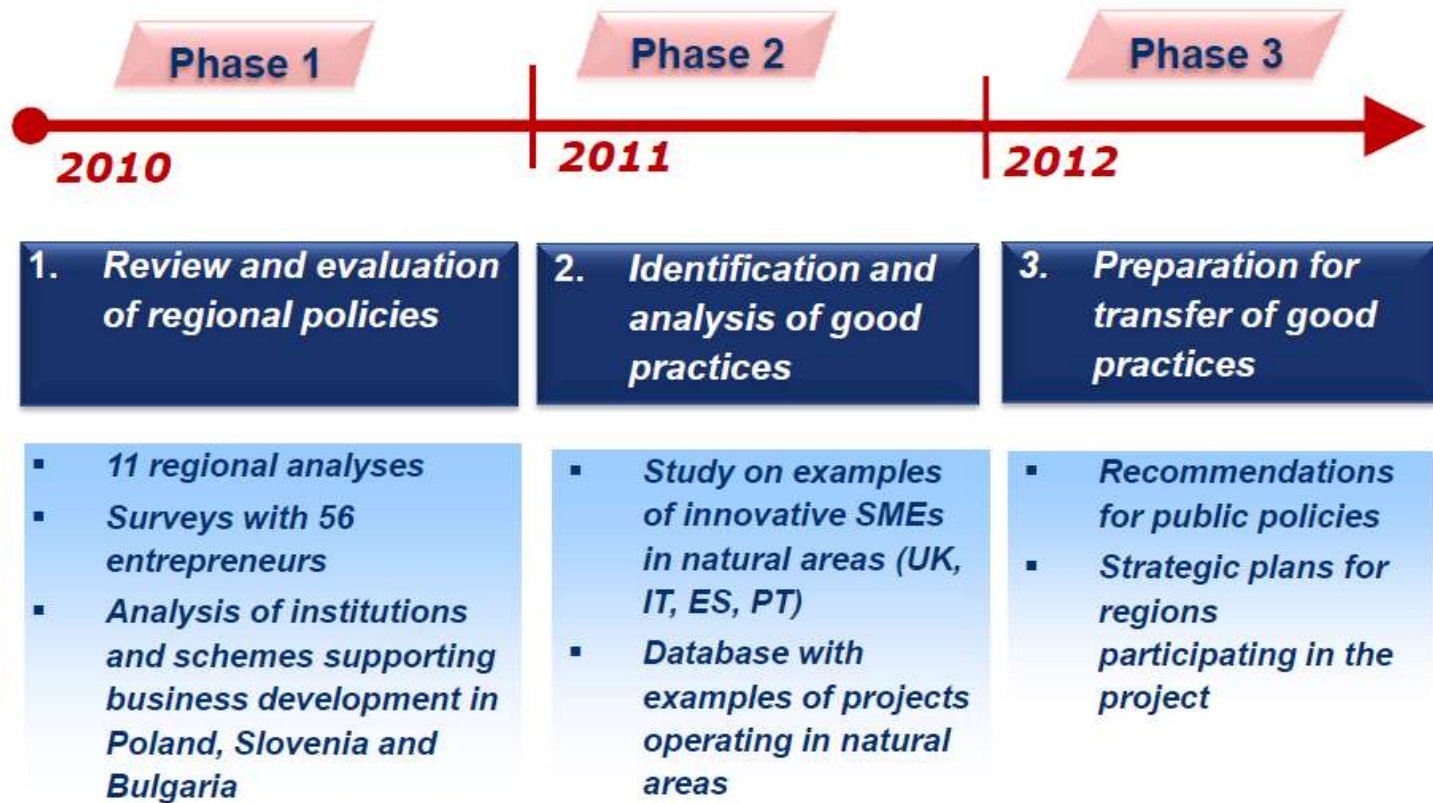 Phase 1
Phase 2
Phase 3
2010
2011
2012
1. Review and evaluation
of regional policies
2. Identification and
analysis of good
practices
3. Preparation for
transfer of good
practices
▪ 11 regional analyses
▪ Surveys with 56
entrepreneurs
▪ Analysis of institutions
and schemes supporting
business development in
Poland, Slovenia and
Bulgaria
▪ Study on examples
of innovative SMEs
in natural areas (UK,
IT, ES, PT)
▪ Database with
examples of projects
operating in natural
areas
▪ Recommendations
for public policies
▪ Strategic plans for
regions
participating in the
project